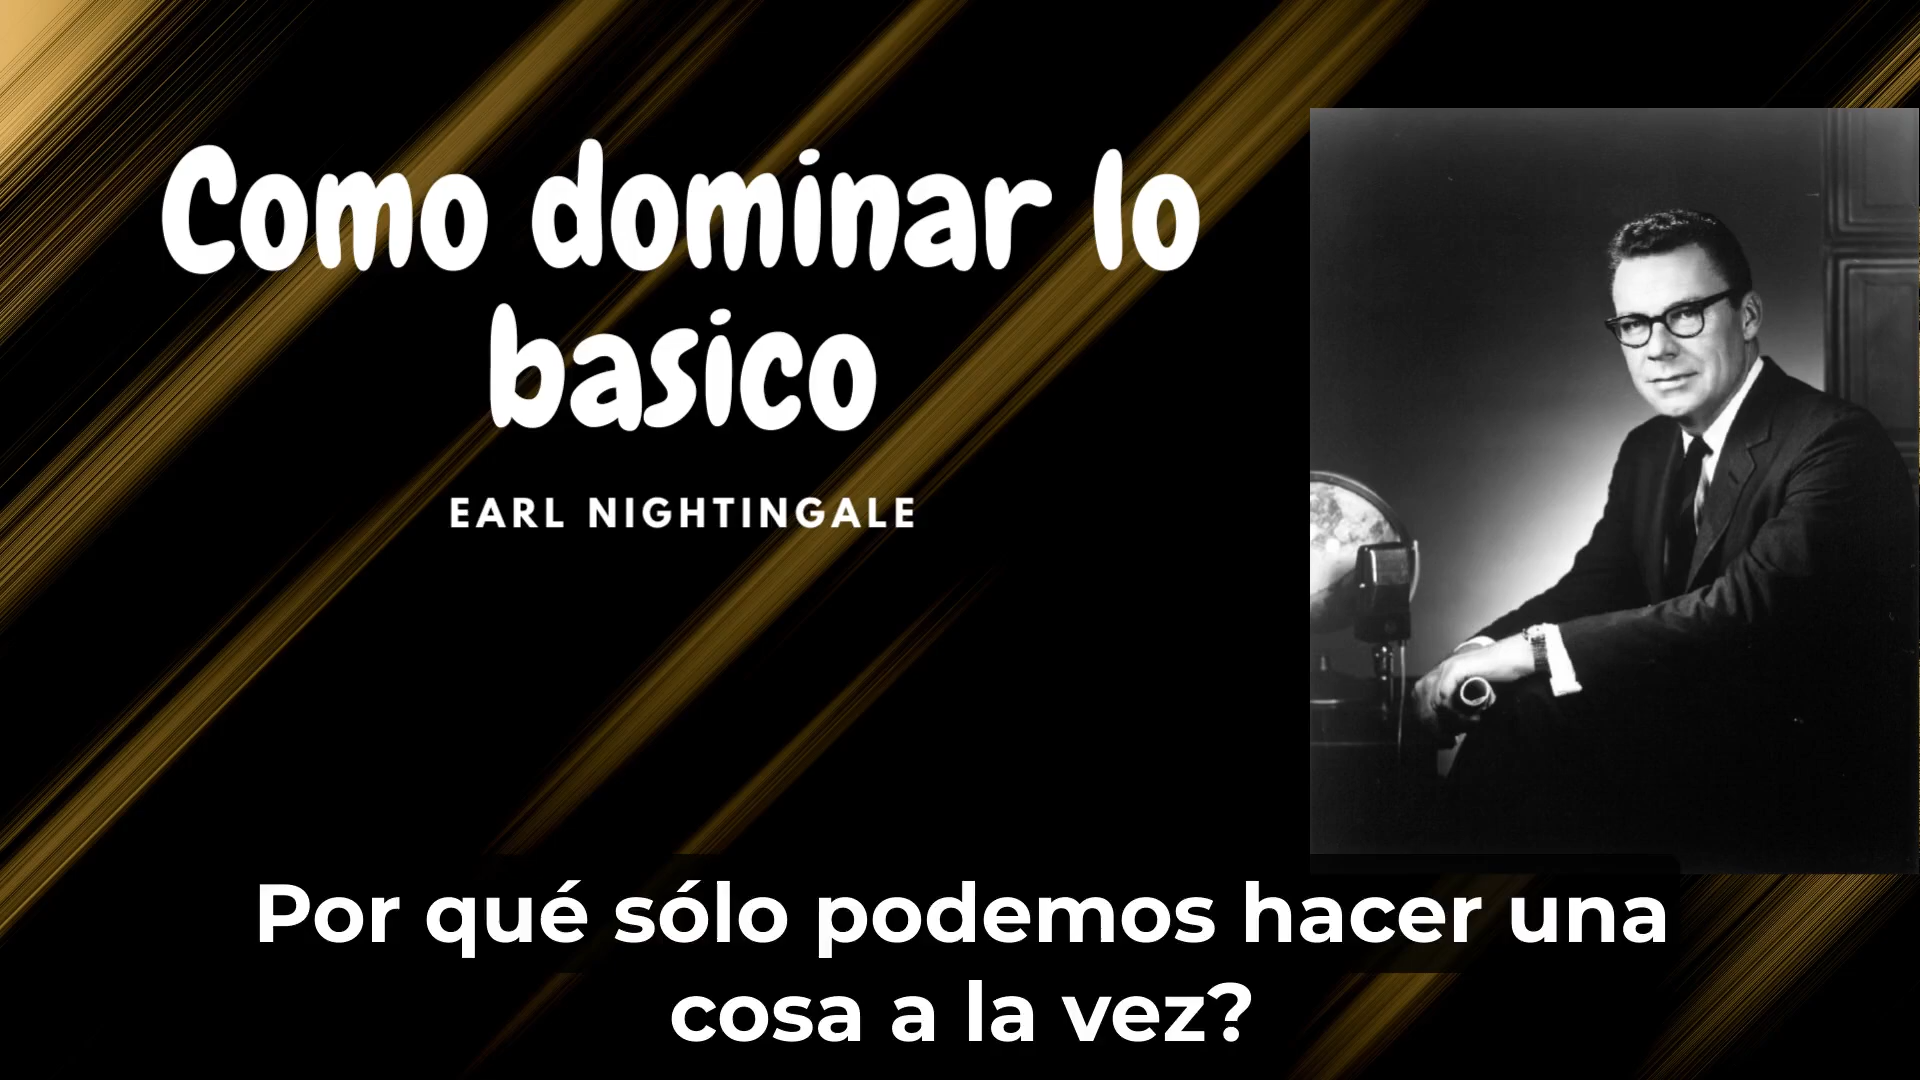 Como dominar lo
basico
EARL NIGHTINGALE
Por qué sólo podemos hacer una
cosa a la vez?